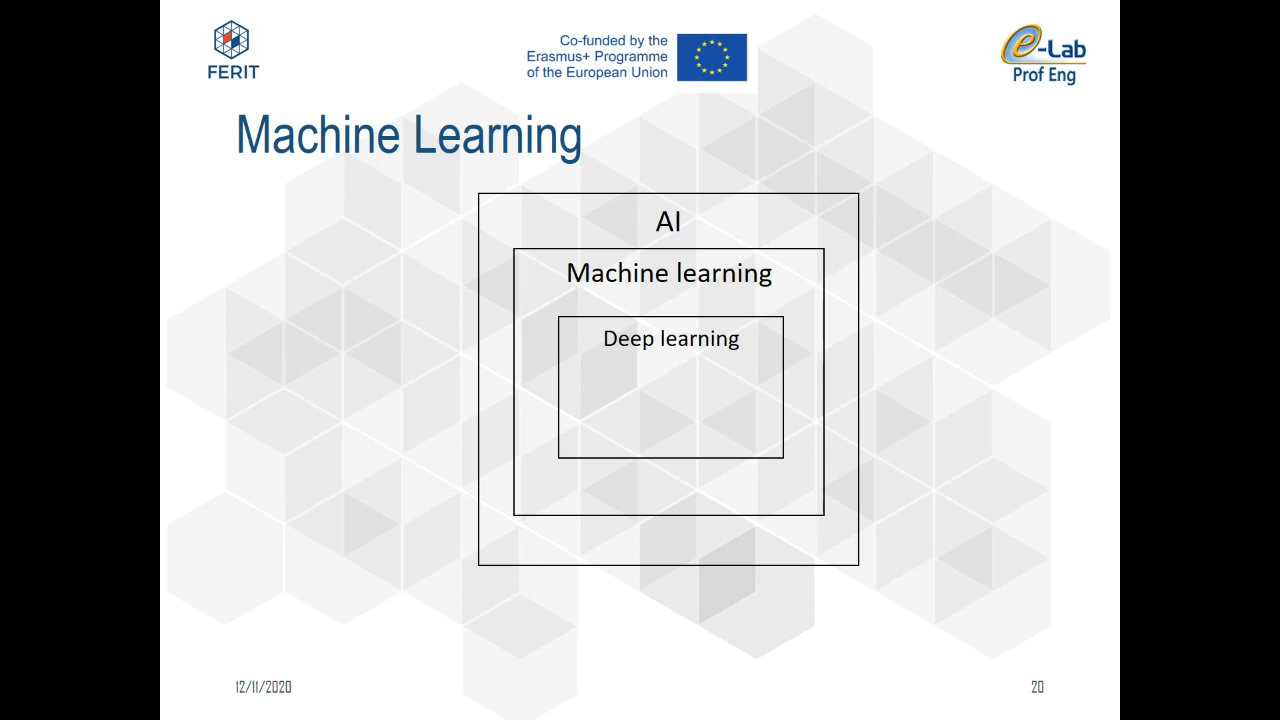 FERIT
Co-funded by the
Erasmus+ Programme
of the European Union
e-Lab
Prof Eng
Machine Learning
AI
Machine learning
Deep learning
12/11/2020
20